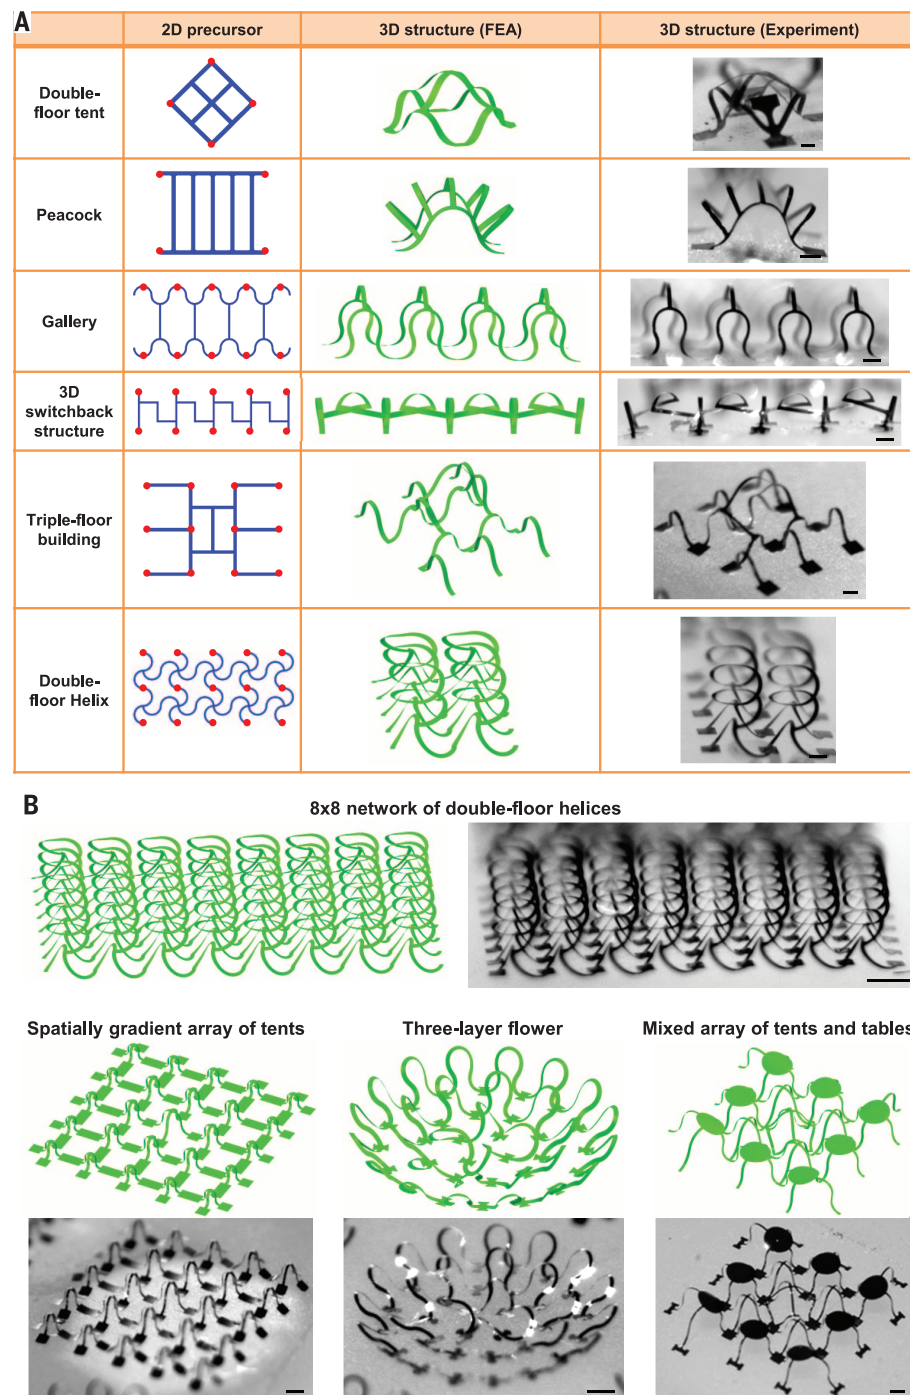 A
2D precursor
3D structure (FEA)
3D structure (Experiment)
Double-
floor tent
Peacock
Gallery
3D
switchback
structure
Triple-floor
building
Double-
floor Helix
B
8x8 network of double-floor helices
Spatially gradient array of tents
Three-layer flower
Mixed array of tents and tables